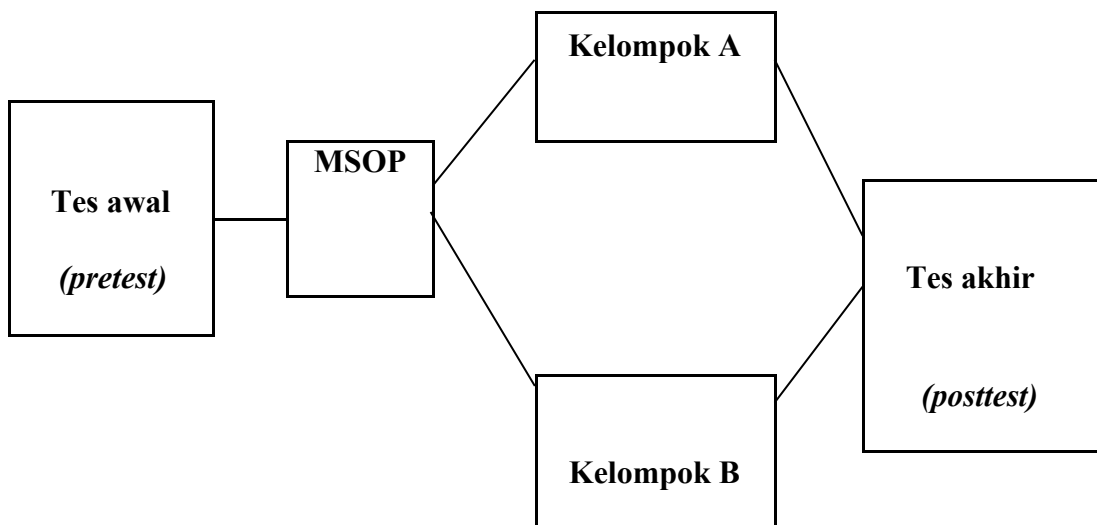 Tes awal
(pretest)
MSOP
Kelompok A
Kelompok B
Tes akhir
(posttest)